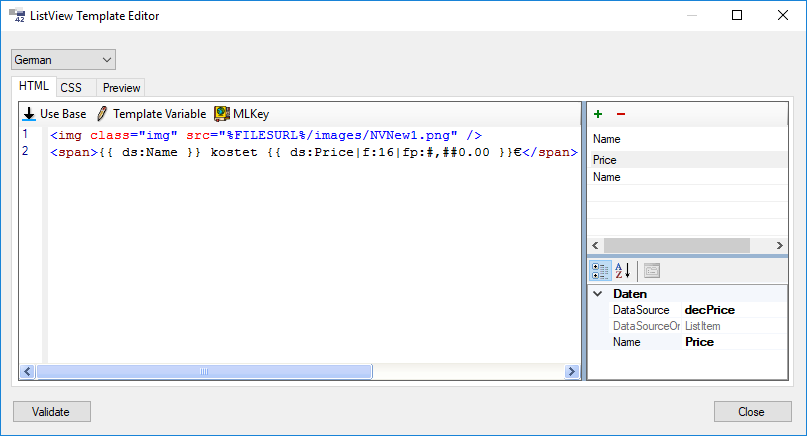 ListView Template Editor
German
HTML CSS Preview
Use Base Template Variable MLKey
1 <img class="img" src="%FILESURL%/images/NVNew1.png" />
2 <span>{{ ds:Name }} kostet {{ ds:Price|f:16|fp:#,##0.00 }}€</span>
Name
Price
Name
Daten
DataSource decPrice
DataSourceOr ListItem
Name Price
Validate Close